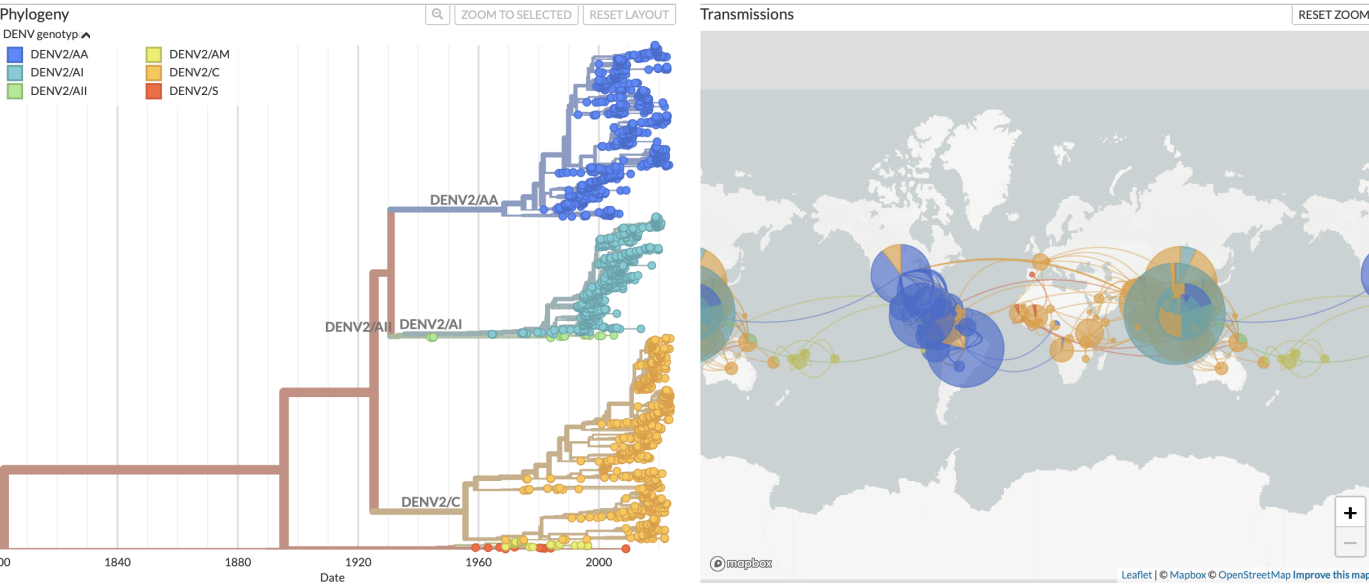 Phylogeny
ZOOM TO SELECTED
RESET LAYOUT
DENV genotyp
DENV2/AA
DENV2/AM
DENV2/AI
DENV2/C
DENV2/AII
DENV2/S
DENV2/AA
DENV2/AII DENV2/AI
DENV2/C
00 1840 1880 1920 1960 2000
Date
Transmissions
RESET ZOOM
+
−
mapbox
Leaflet | © Mapbox © OpenStreetMap Improve this map